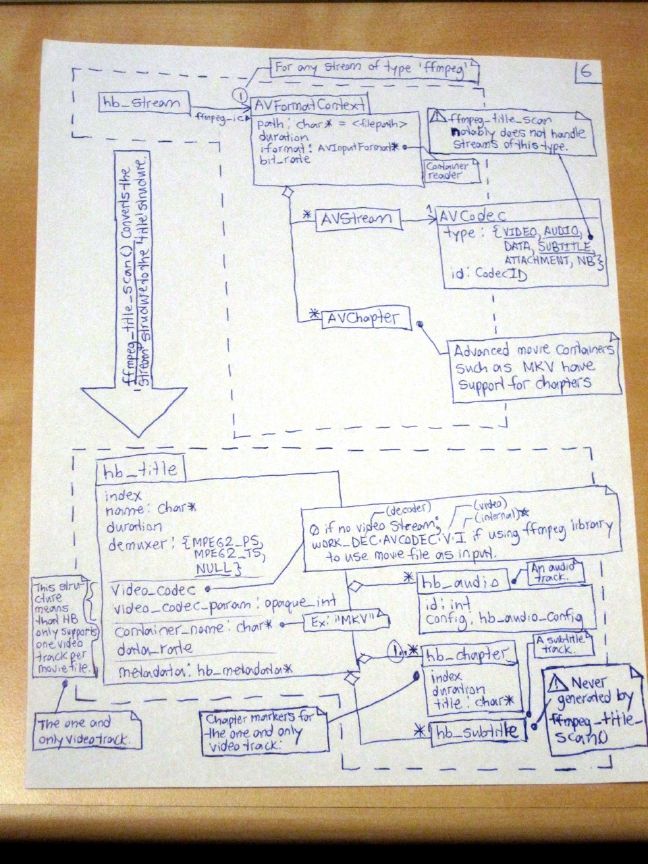 For any stream of type 'ffmpeg'
6
hb_stream
1
ffmpeg_ic
AVFormatContext
path: char* = <filepath>
duration
iformat: AVInputFormat*
bit_rate
Container
reader
⚠ ffmpeg_title_scan
notably does not handle
streams of this type.
* AVStream
1 AVCodec
type: {VIDEO, AUDIO,
DATA, SUBTITLE,
ATTACHMENT, NB}
id: CodecID
* AVChapter
Advanced movie containers
such as MKV have
support for chapters
ffmpeg_title_scan() converts the
stream structure to the title structure.
hb_title
index
name: char*
duration
demuxer: {MPEG2_PS,
MPEG2_TS,
NULL}
video_codec
video_codec_param: opaque_int
container_name: char*
data_rate
metadata: hb_metadata*
(decoder)
(video)
(internal)*
0 if no video stream;
WORK_DEC·AVCODEC·V·I if using ffmpeg library
to use movie file as input.
Ex: "MKV"
This stru-
cture
means
that HB
only supports
one video
track per
movie file.
The one and
only video track.
* hb_audio
id: int
config: hb_audio_config
An audio
track.
hb_chapter
index
duration
title: char*
A subtitle
track.
Chapter markers for
the one and only
video track.
* hb_subtitle
⚠ Never
generated by
ffmpeg_title_
scan()